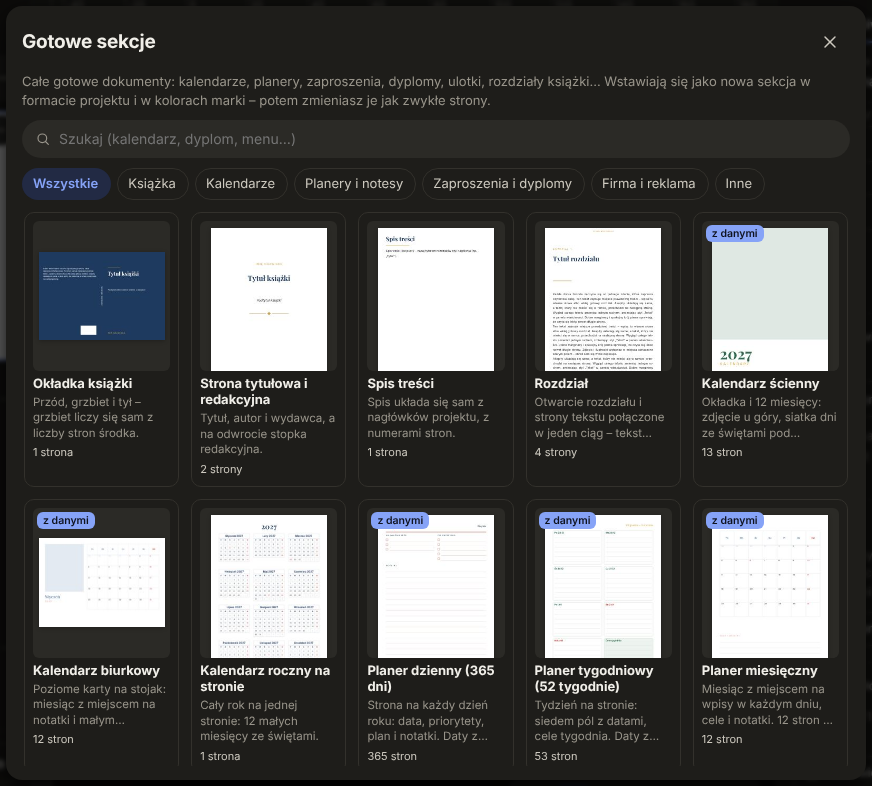 Gotowe sekcje
Całe gotowe dokumenty: kalendarze, planery, zaproszenia, dyplomy, ulotki, rozdziały książki... Wstawiają się jako nowa sekcja w
formacie projektu i w kolorach marki – potem zmieniasz je jak zwykłe strony.
Szukaj (kalendarz, dyplom, menu...)
Wszystkie
Książka
Kalendarze
Planery i notesy
Zaproszenia i dyplomy
Firma i reklama
Inne
Tytuł książki
Okładka książki
Przód, grzbiet i tył –
grzbiet liczy się sam z
liczby stron środka.
1 strona
Tytuł książki
Strona tytułowa i
redakcyjna
Tytuł, autor i wydawca, a
na odwrocie stopka
redakcyjna.
2 strony
Spis treści
Spis treści
Spis układa się sam z
nagłówków projektu, z
numerami stron.
1 strona
Tytuł rozdziału
Rozdział
Otwarcie rozdziału i
strony tekstu połączone
w jeden ciąg – tekst...
4 strony
z danymi
2027
Kalendarz ścienny
Okładka i 12 miesięcy:
zdjęcie u góry, siatka dni
ze świętami pod...
13 stron
z danymi
Kalendarz biurkowy
Poziome karty na stojak:
miesiąc z miejscem na
notatki i małym...
12 stron
2027
Kalendarz roczny na
stronie
Cały rok na jednej
stronie: 12 małych
miesięcy ze świętami.
1 strona
z danymi
Planer dzienny (365
dni)
Strona na każdy dzień
roku: data, priorytety,
plan i notatki. Daty z...
365 stron
z danymi
Planer tygodniowy
(52 tygodnie)
Tydzień na stronie:
siedem pól z datami,
cele tygodnia. Daty z...
53 stron
z danymi
Planer miesięczny
Miesiąc z miejscem na
wpisy w każdym dniu,
cele i notatki. 12 stron ...
12 stron